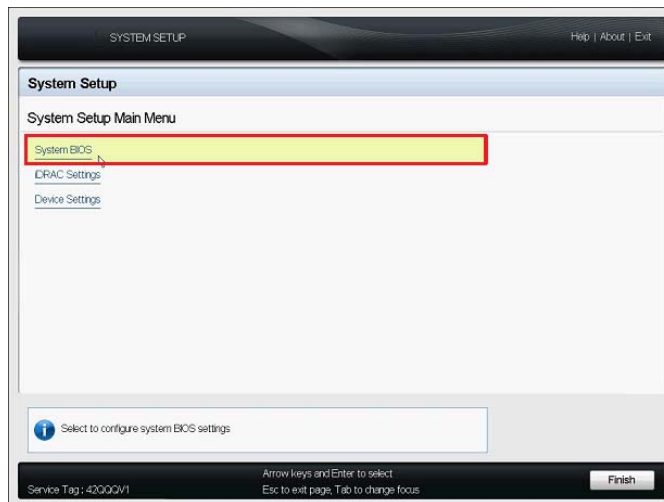 SYSTEM SETUP
Help | About | Exit
System Setup
System Setup Main Menu
System BIOS
iDRAC Settings
Device Settings
Select to configure system BIOS settings
Arrow keys and Enter to select
Service Tag : 42QQQV1
Esc to exit page, Tab to change focus
Finish